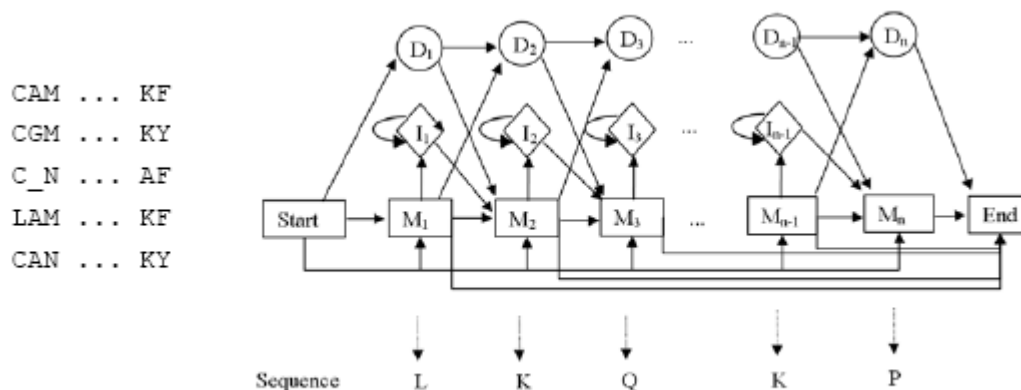 D₁ D₂ D₃ ... Dₙ₋₁ Dₙ
CAM ... KF
CGM ... KY
I₁ I₂ I₃ ... Iₙ₋₁
C_N ... AF
LAM ... KF
Start M₁ M₂ M₃ ... Mₙ₋₁ Mₙ End
CAN ... KY
Sequence L K Q K P